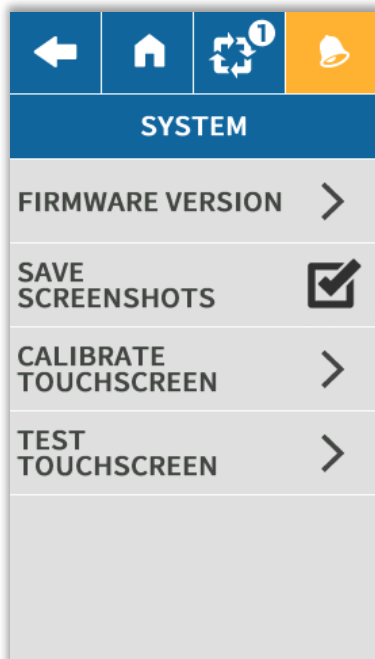 1
SYSTEM
FIRMWARE VERSION
SAVE
SCREENSHOTS
CALIBRATE
TOUCHSCREEN
TEST
TOUCHSCREEN